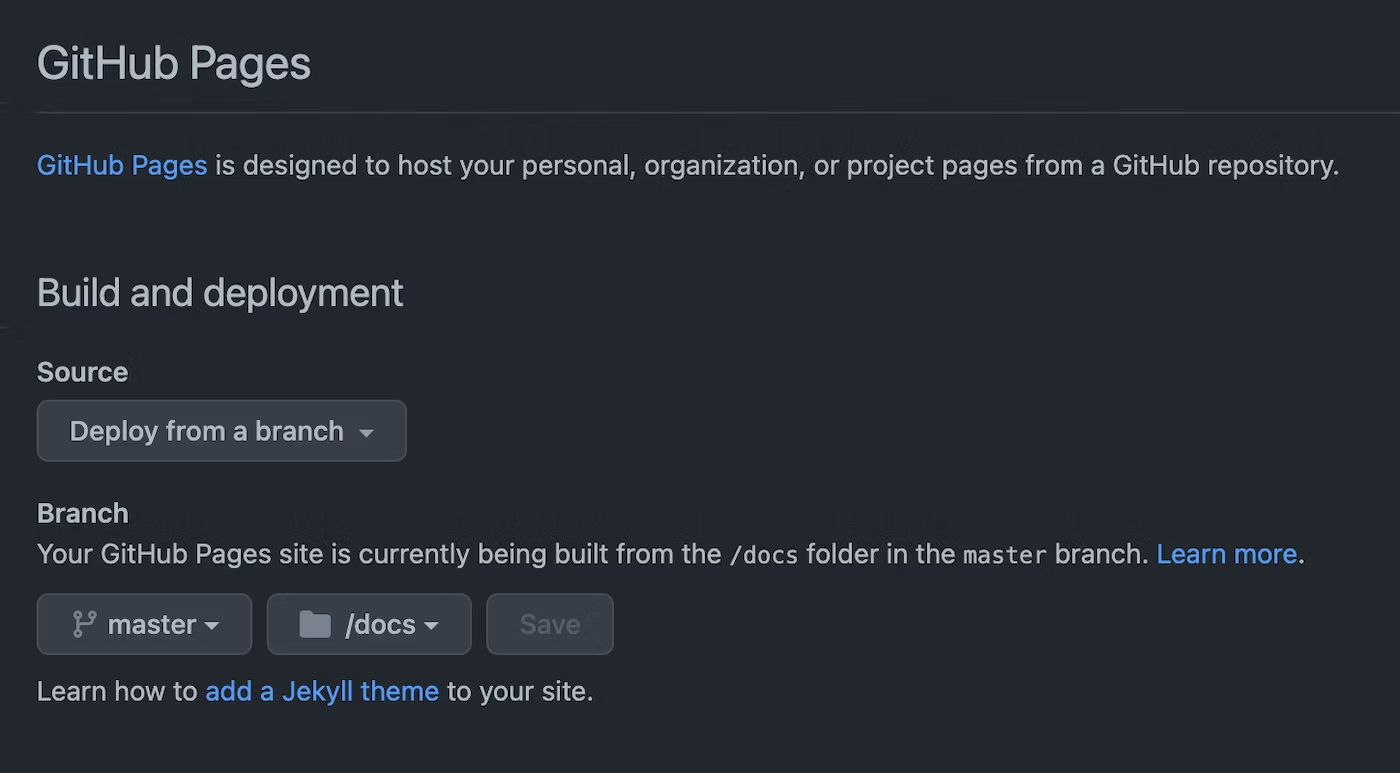 GitHub Pages
GitHub Pages is designed to host your personal, organization, or project pages from a GitHub repository.
Build and deployment
Source
Deploy from a branch
Branch
Your GitHub Pages site is currently being built from the /docs folder in the master branch. Learn more.
master /docs Save
Learn how to add a Jekyll theme to your site.